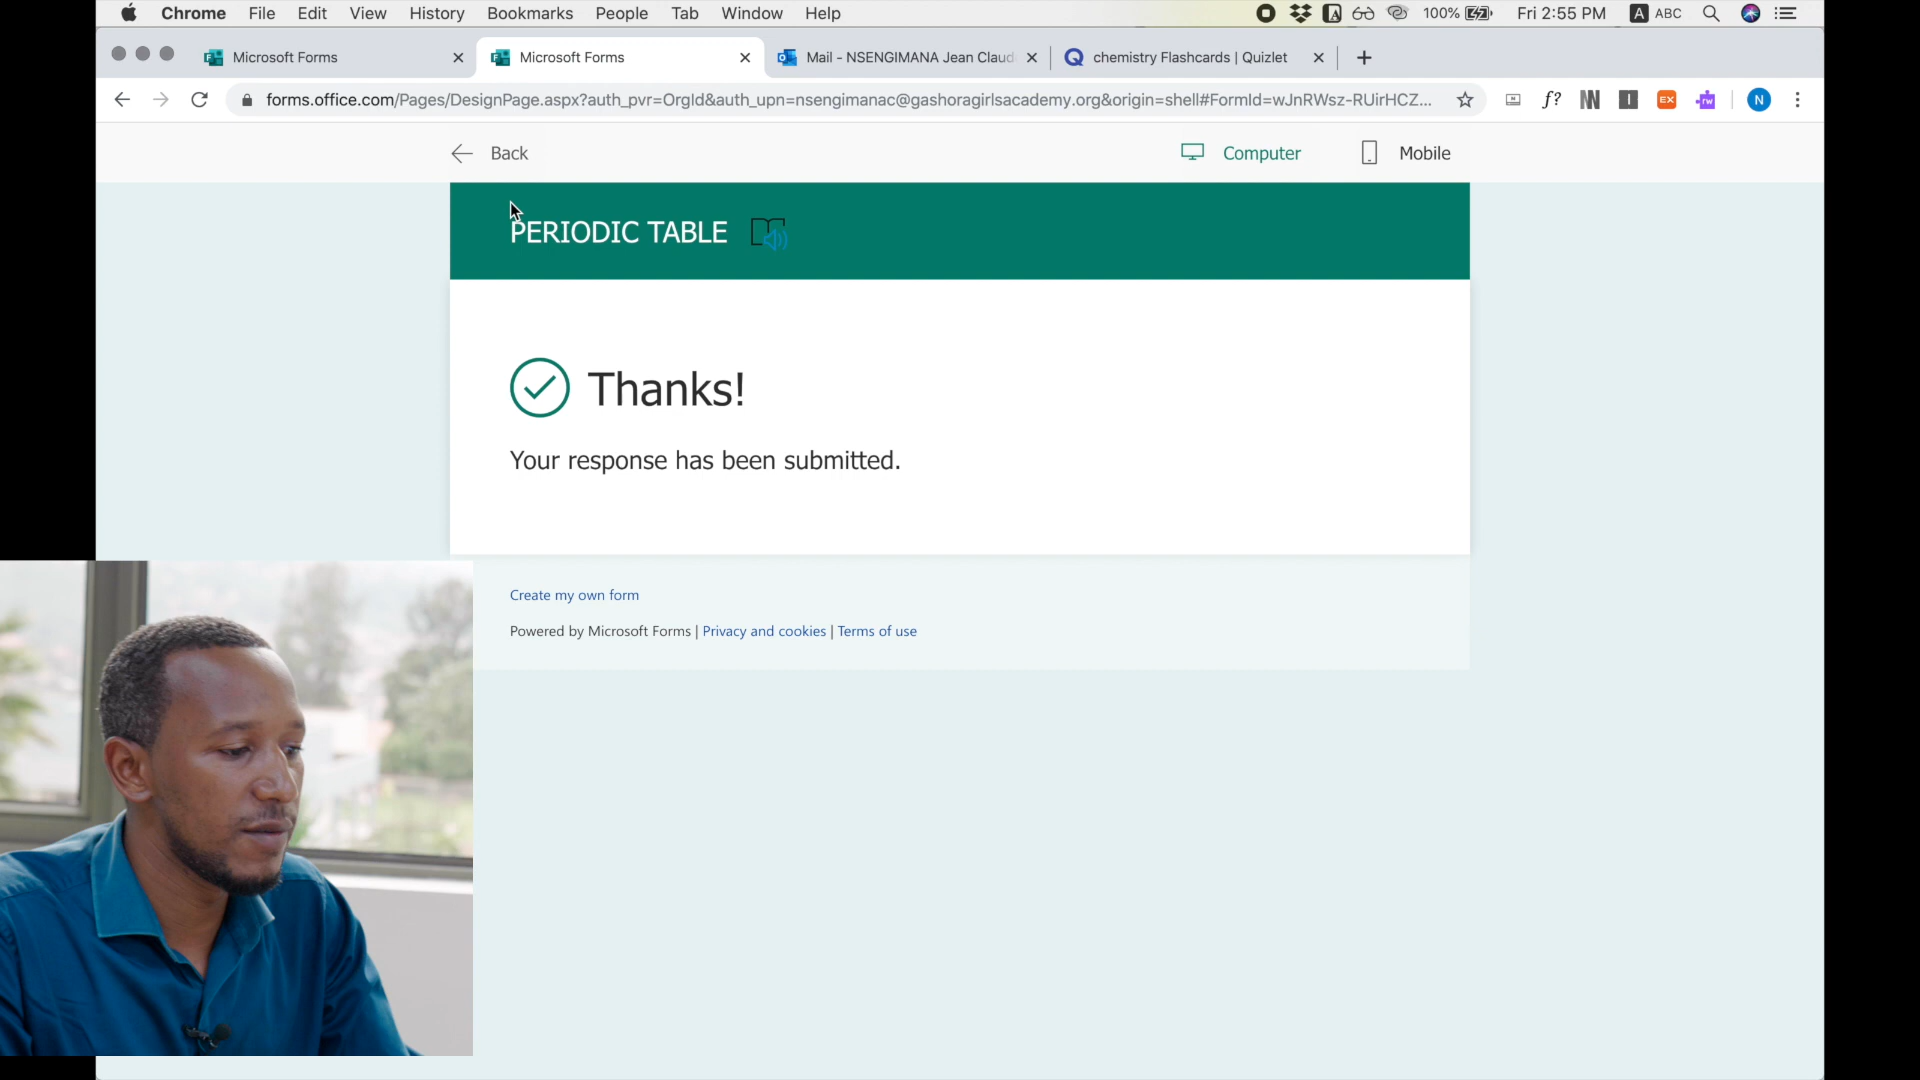 Chrome File Edit View History Bookmarks People Tab Window Help 100% Fri 2:55 PM A ABC
Microsoft Forms Microsoft Forms Mail - NSENGIMANA Jean Claud chemistry Flashcards | Quizlet
forms.office.com/Pages/DesignPage.aspx?auth_pvr=OrgId&auth_upn=nsengimanac@gashoragirlsacademy.org&origin=shell#FormId=wJnRWsz-RUirHCZ... f? EX rw N
Back Computer Mobile
PERIODIC TABLE
Thanks!
Your response has been submitted.
Create my own form
Powered by Microsoft Forms | Privacy and cookies | Terms of use